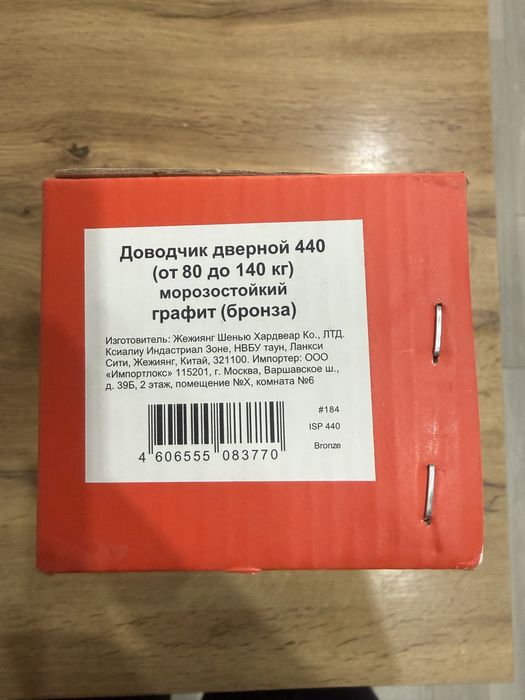 Доводчик дверной 440
(от 80 до 140 кг)
морозостойкий
графит (бронза)
Изготовитель: Жежиянг Шенью Хардвеар Ко., ЛТД.
Ксиалиу Индастриал Зоне, НВБУ таун, Ланкси
Сити, Жежиянг, Китай, 321100. Импортер: ООО
«Импортлокс» 115201, г. Москва, Варшавское ш.,
д. 39Б, 2 этаж, помещение №X, комната №6
#184
ISP 440
Bronze
4 606555 083770